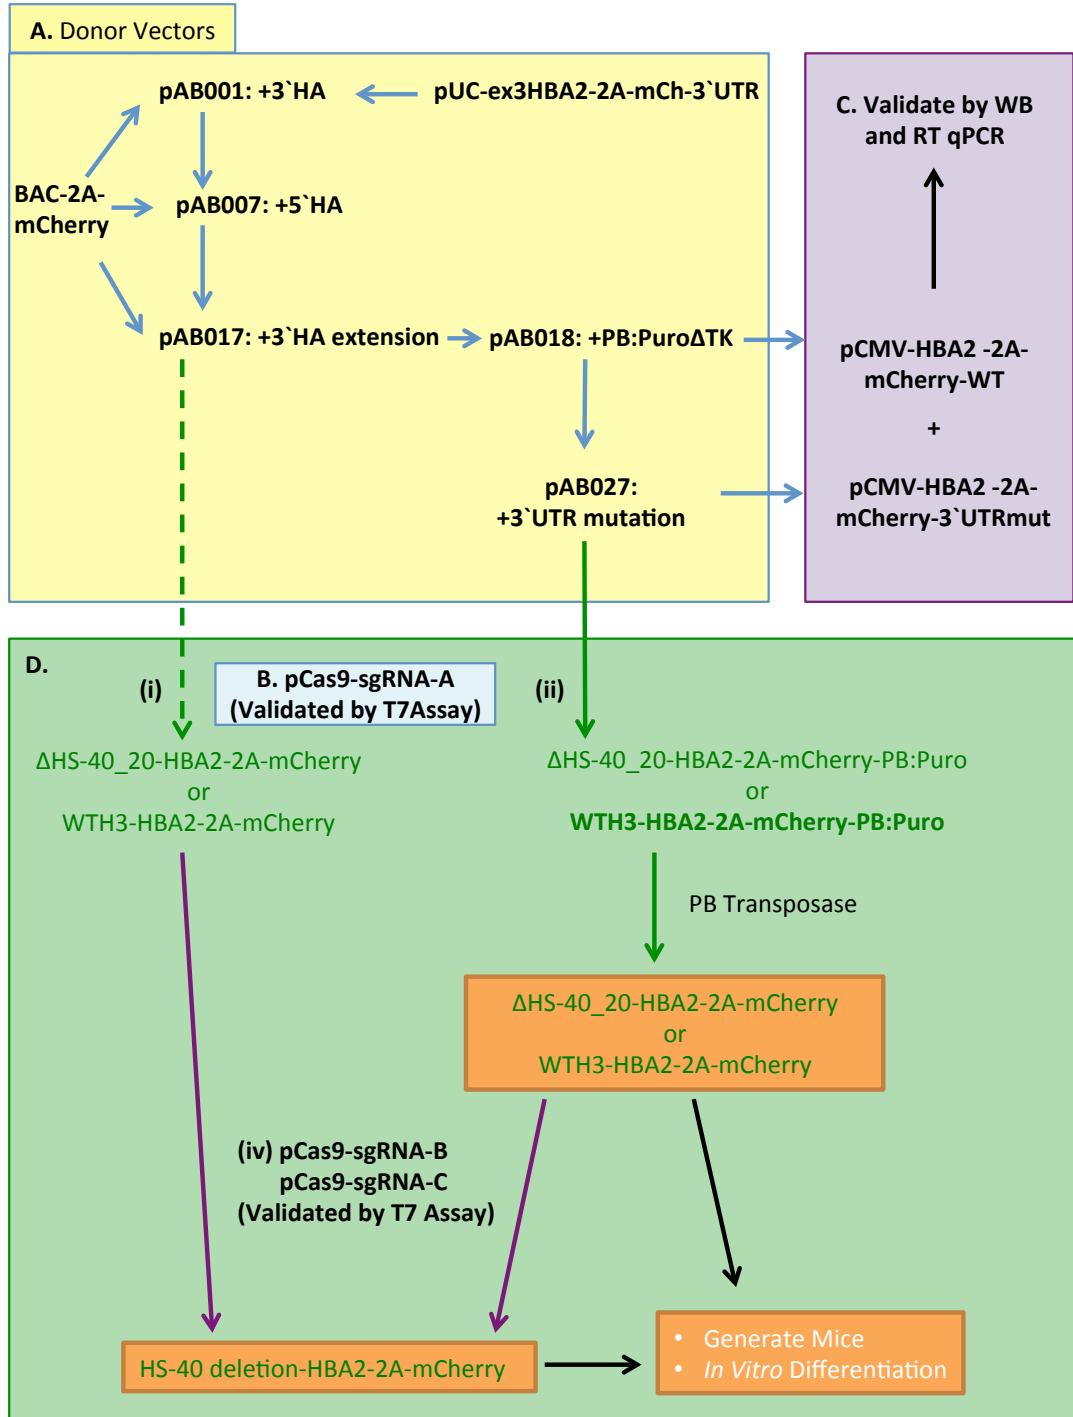 A. Donor Vectors
pAB001: +3`HA
pUC-ex3HBA2-2A-mCh-3`UTR
BAC-2A-
mCherry
pAB007: +5`HA
pAB017: +3`HA extension
pAB018: +PB:PuroΔTK
pAB027:
+3`UTR mutation
C. Validate by WB
and RT qPCR
pCMV-HBA2 -2A-
mCherry-WT
+
pCMV-HBA2 -2A-
mCherry-3`UTRmut
D.
(i)
B. pCas9-sgRNA-A
(Validated by T7Assay)
(ii)
ΔHS-40_20-HBA2-2A-mCherry
or
WTH3-HBA2-2A-mCherry
ΔHS-40_20-HBA2-2A-mCherry-PB:Puro
or
WTH3-HBA2-2A-mCherry-PB:Puro
PB Transposase
ΔHS-40_20-HBA2-2A-mCherry
or
WTH3-HBA2-2A-mCherry
(iv) pCas9-sgRNA-B
pCas9-sgRNA-C
(Validated by T7 Assay)
HS-40 deletion-HBA2-2A-mCherry
• Generate Mice
• In Vitro Differentiation